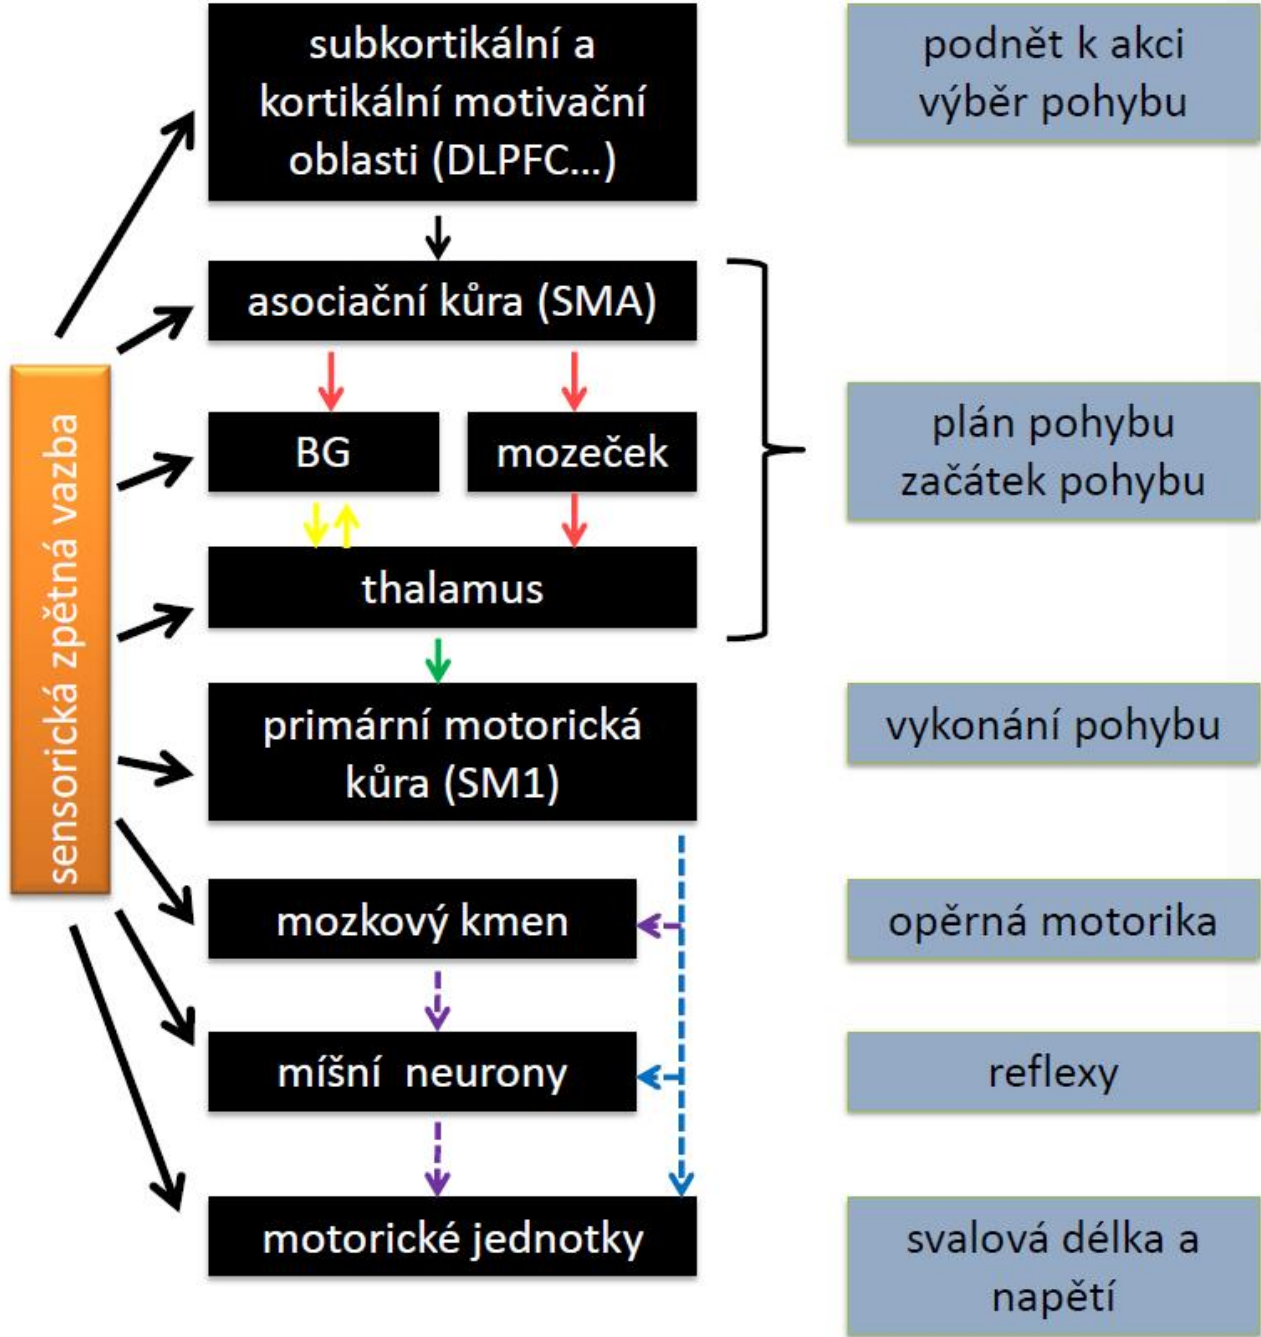 subkortikální a
kortikální motivační
oblasti (DLPFC...)
podnět k akci
výběr pohybu
asociační kůra (SMA)
BG
mozeček
thalamus
plán pohybu
začátek pohybu
sensorická zpětná vazba
primární motorická
kůra (SM1)
vykonání pohybu
mozkový kmen
opěrná motorika
míšní neurony
reflexy
motorické jednotky
svalová délka a
napětí